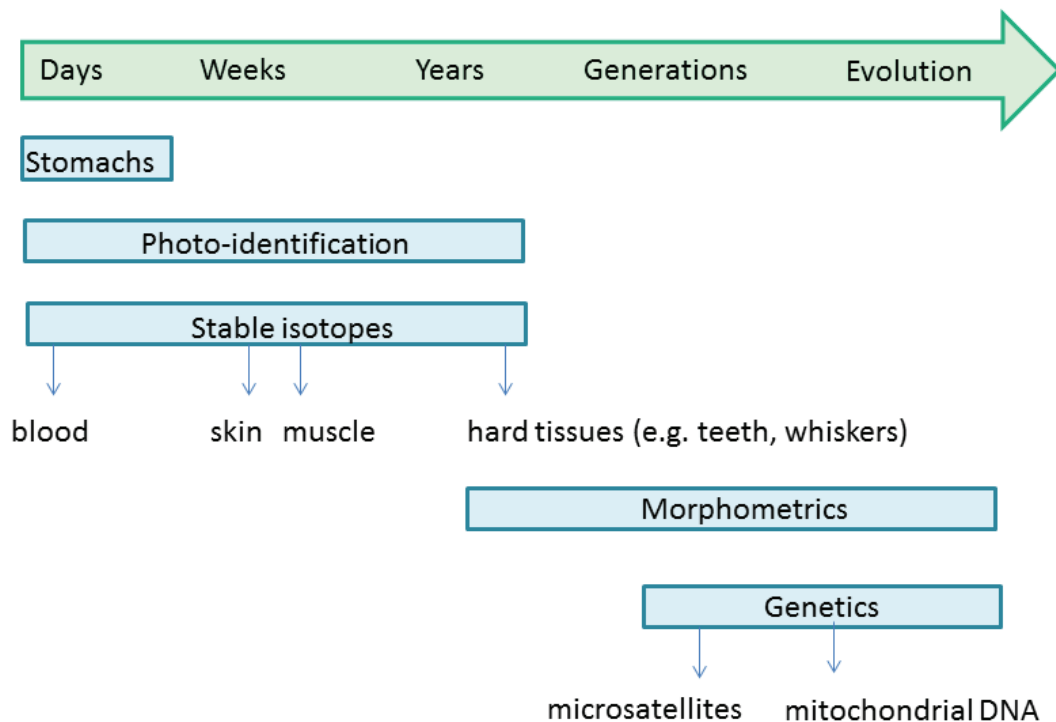 Days Weeks Years Generations Evolution
Stomachs
Photo-identification
Stable isotopes
blood skin muscle hard tissues (e.g. teeth, whiskers)
Morphometrics
Genetics
microsatellites mitochondrial DNA